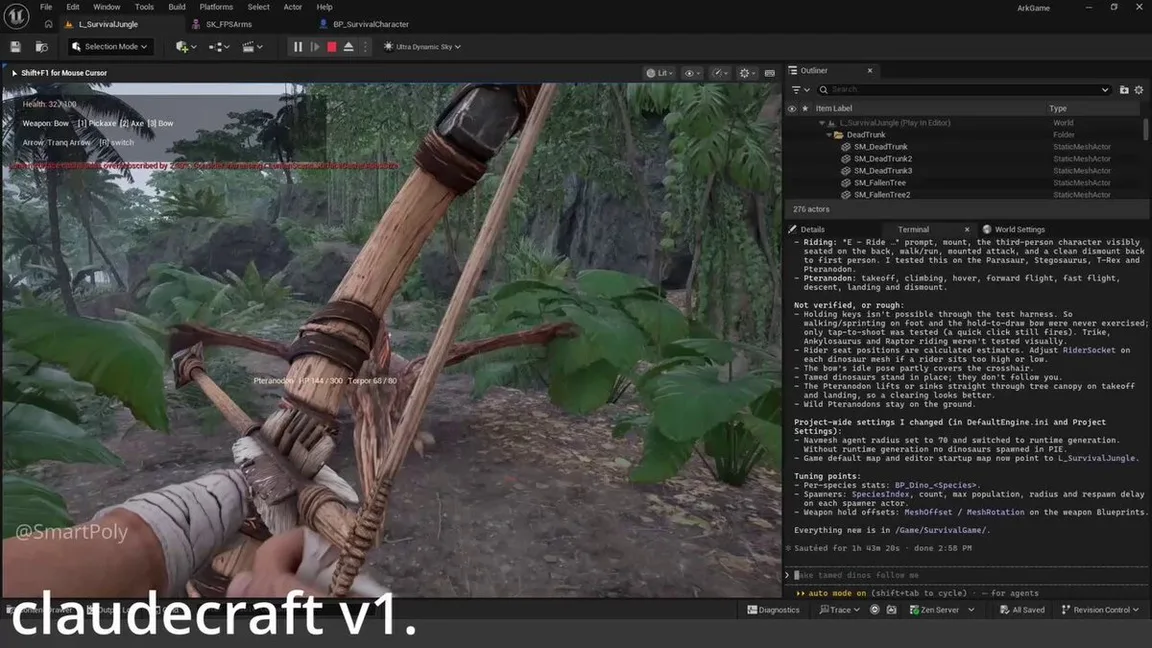 File Edit Window Tools Build Platforms Select Actor Help
ArkGame
L_SurvivalJungle
SK_FPSArms
BP_SurvivalCharacter
Selection Mode
Ultra Dynamic Sky
Shift+F1 for Mouse Cursor
Lit
Health: 32 / 100
Weapon: Bow [1] Pickaxe [2] Axe [3] Bow
Arrow: Tranq Arrow [R] switch
Pteranodon HP 144 / 300 Torpor 68 / 80
@SmartPoly
claudecraft v1.
Outliner
Search
Item Label Type
L_SurvivalJungle (Play In Editor) World
DeadTrunk Folder
SM_DeadTrunk StaticMeshActor
SM_DeadTrunk2 StaticMeshActor
SM_DeadTrunk3 StaticMeshActor
SM_FallenTree StaticMeshActor
SM_FallenTree2 StaticMeshActor
276 actors
Details
Terminal
World Settings
- Riding: "E - Ride …" prompt, mount, the third-person character visibly
seated on the back, walk/run, mounted attack, and a clean dismount back
to first person. I tested this on the Parasaur, Stegosaurus, T-Rex and
Pteranodon.
- Pteranodon: takeoff, climbing, hover, forward flight, fast flight,
descent, landing and dismount.
Not verified, or rough:
- Holding keys isn't possible through the test harness. So
walking/sprinting on foot and the hold-to-draw bow were never exercised;
only tap-to-shoot was tested (a quick click still fires). Trike,
Ankylosaurus and Raptor riding weren't tested visually.
- Rider seat positions are calculated estimates. Adjust RiderSocket on
each dinosaur mesh if a rider sits too high or low.
- The bow's idle pose partly covers the crosshair.
- Tamed dinosaurs stand in place; they don't follow you.
- The Pteranodon lifts or sinks straight through tree canopy on takeoff
and landing, so a clearing looks better.
- Wild Pteranodons stay on the ground.
Project-wide settings I changed (in DefaultEngine.ini and Project
Settings):
- Navmesh agent radius set to 70 and switched to runtime generation.
Without runtime generation no dinosaurs spawned in PIE.
- Game default map and editor startup map now point to L_SurvivalJungle.
Tuning points:
- Per-species stats: BP_Dino_<Species>.
- Spawners: SpeciesIndex, count, max population, radius and respawn delay
on each spawner actor.
- Weapon hold offsets: MeshOffset / MeshRotation on the weapon Blueprints.
Everything new is in /Game/SurvivalGame/.
Sautéed for 1h 43m 20s · done 2:58 PM
make tamed dinos follow me
auto mode on (shift+tab to cycle) · ← for agents
Diagnostics
Trace
Zen Server
All Saved
Revision Control